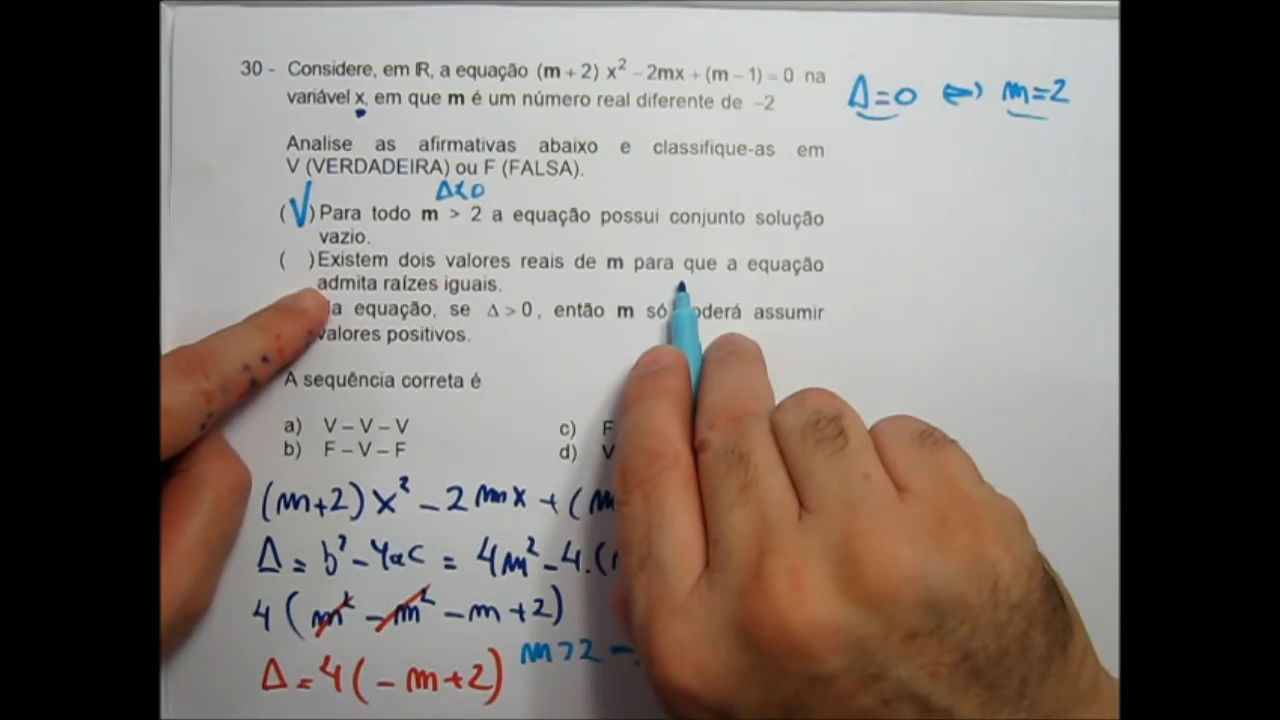 30 - Considere, em IR, a equação (m + 2) x² - 2mx + (m - 1) = 0 na
variável x, em que m é um número real diferente de -2
Δ=0 ⇔ m=2
Analise as afirmativas abaixo e classifique-as em
V (VERDADEIRA) ou F (FALSA).
Δ<0
(V) Para todo m > 2 a equação possui conjunto solução
vazio.
( ) Existem dois valores reais de m para que a equação
admita raízes iguais.
equação, se Δ > 0, então m só poderá assumir
valores positivos.
A sequência correta é
a) V – V – V
b) F – V – F
c) F
d) V
(m+2)x² - 2mx + (m
Δ = b² - 4ac = 4m² - 4.(
4(m² - m² - m + 2)
Δ = 4(-m+2)
m>2